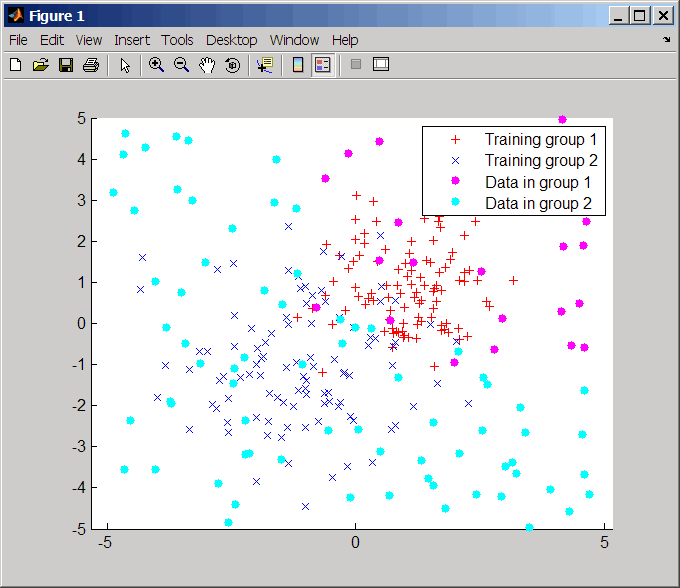 Figure 1
File Edit View Insert Tools Desktop Window Help
Training group 1
Training group 2
Data in group 1
Data in group 2
5
4
3
2
1
0
-1
-2
-3
-4
-5
-5 0 5